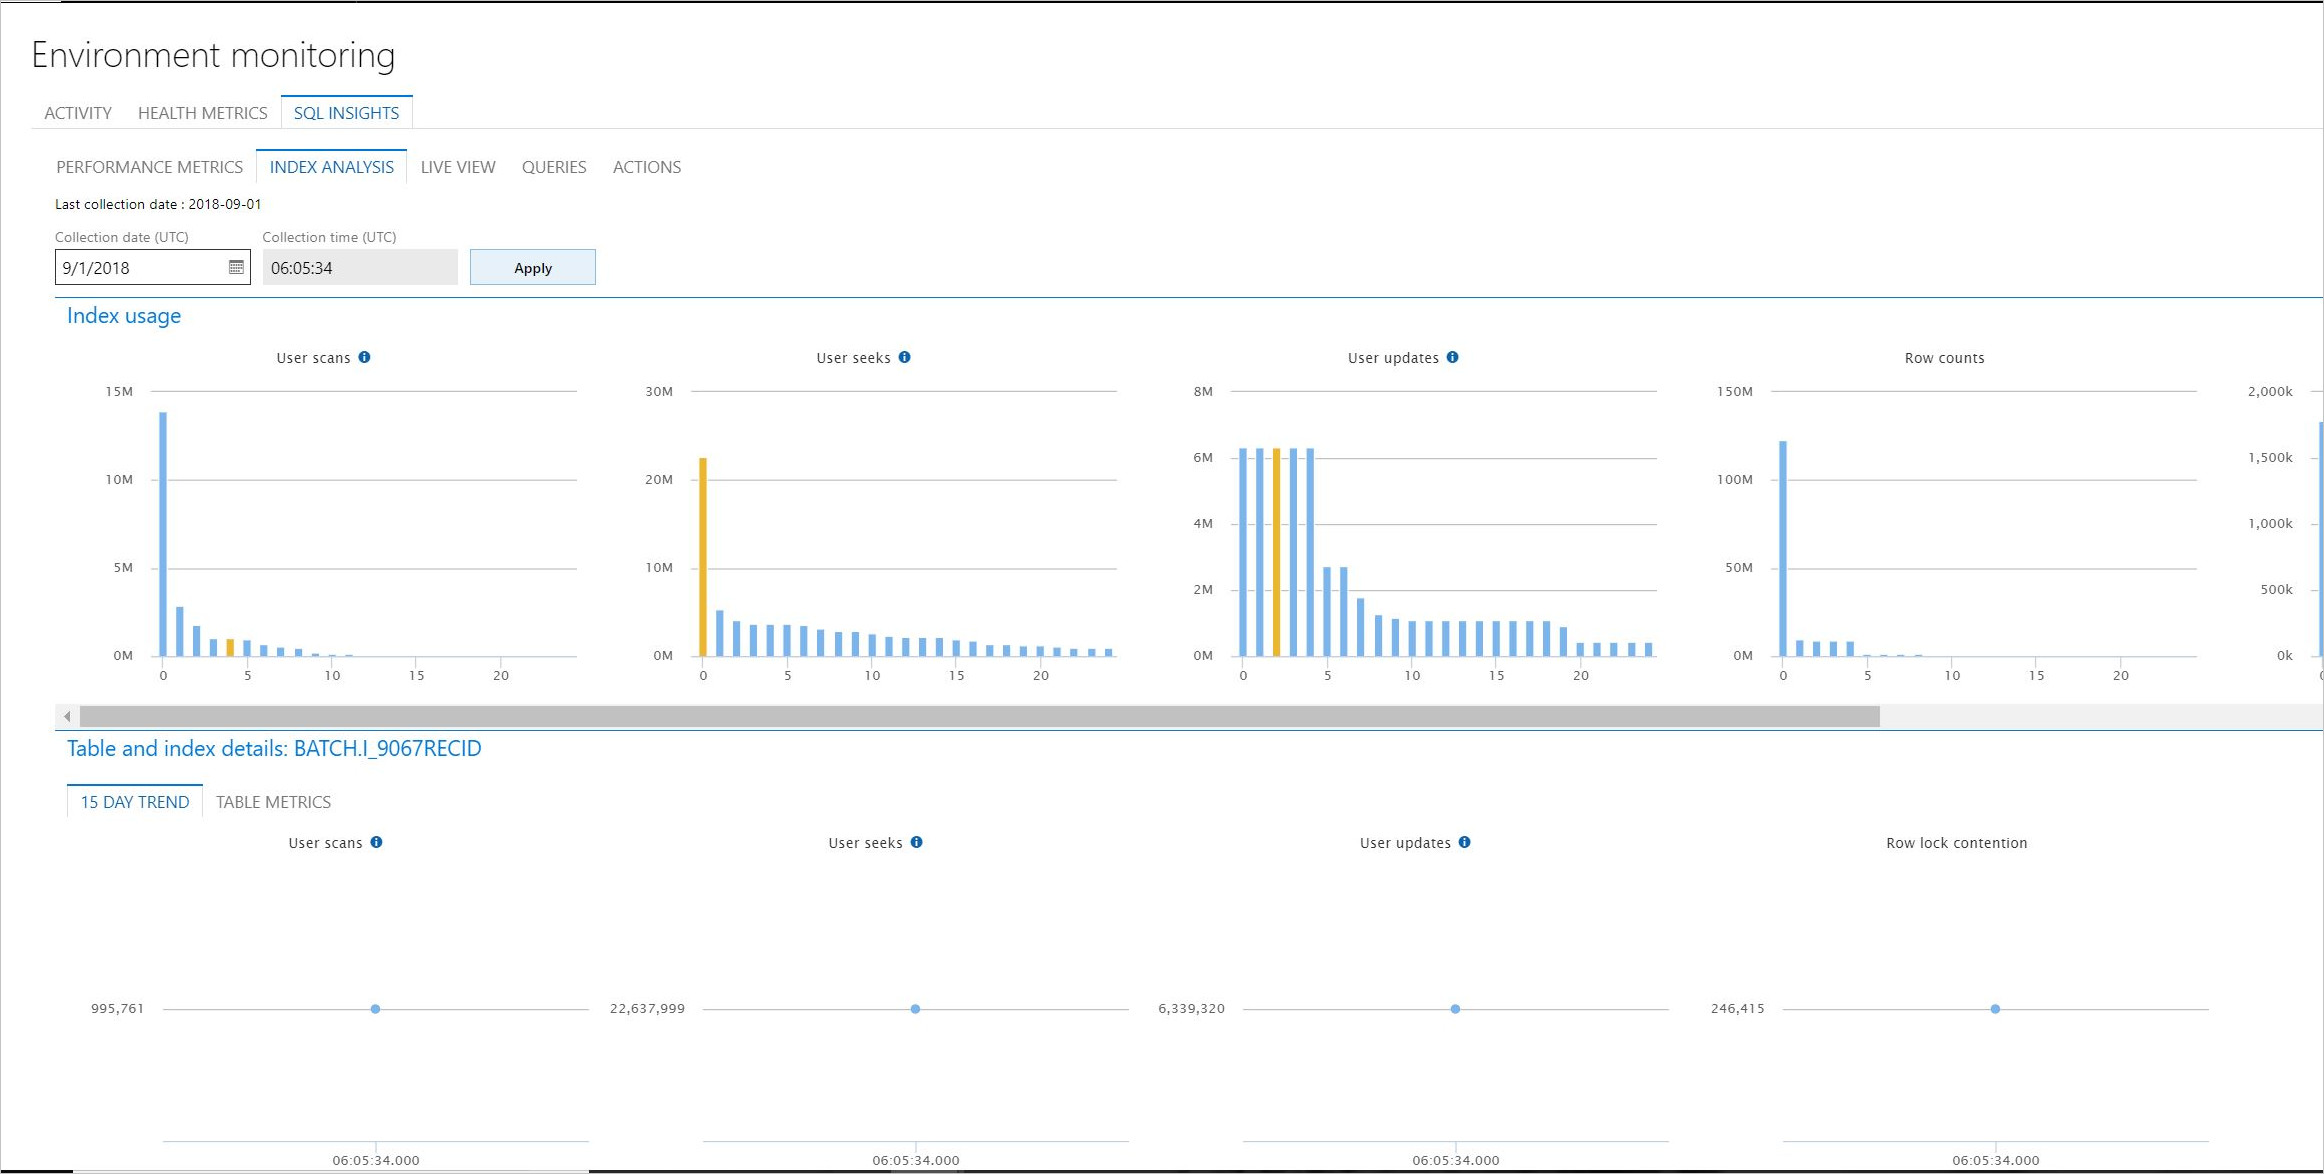 Environment monitoring
ACTIVITY HEALTH METRICS SQL INSIGHTS
PERFORMANCE METRICS INDEX ANALYSIS LIVE VIEW QUERIES ACTIONS
Last collection date : 2018-09-01
Collection date (UTC) Collection time (UTC)
9/1/2018 06:05:34 Apply
Index usage
User scans User seeks User updates Row counts
15M 30M 8M 150M 2,000k
10M 20M 6M 100M 1,500k
5M 10M 4M 50M 1,000k
0M 0M 2M 0M 500k
0M 0k
0 5 10 15 20 0 5 10 15 20 0 5 10 15 20 0 5 10 15 20
Table and index details: BATCH.I_9067RECID
15 DAY TREND TABLE METRICS
User scans User seeks User updates Row lock contention
995,761 22,637,999 6,339,320 246,415
06:05:34.000 06:05:34.000 06:05:34.000 06:05:34.000